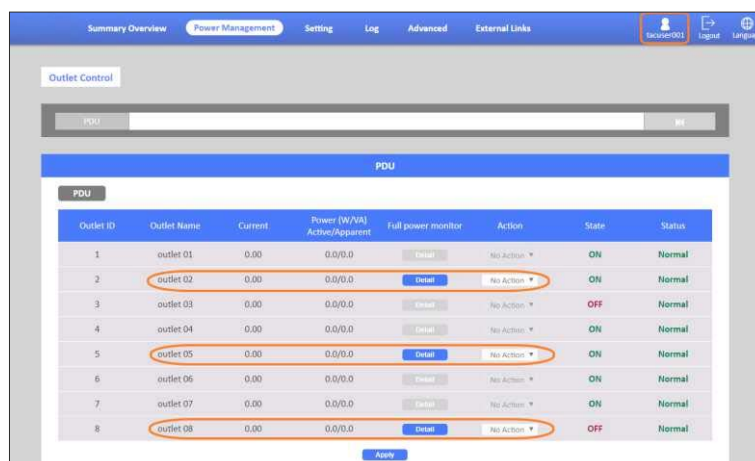 Summary Overview Power Management Setting Log Advanced External Links tacuser001 Logout Langua
Outlet Control
PDU
PDU
PDU
Outlet ID Outlet Name Current Power (W/VA) Active/Apparent Full power monitor Action State Status
1 outlet 01 0.00 0.0/0.0 Detail No Action ON Normal
2 outlet 02 0.00 0.0/0.0 Detail No Action ON Normal
3 outlet 03 0.00 0.0/0.0 Detail No Action OFF Normal
4 outlet 04 0.00 0.0/0.0 Detail No Action ON Normal
5 outlet 05 0.00 0.0/0.0 Detail No Action ON Normal
6 outlet 06 0.00 0.0/0.0 Detail No Action ON Normal
7 outlet 07 0.00 0.0/0.0 Detail No Action ON Normal
8 outlet 08 0.00 0.0/0.0 Detail No Action OFF Normal
Apply